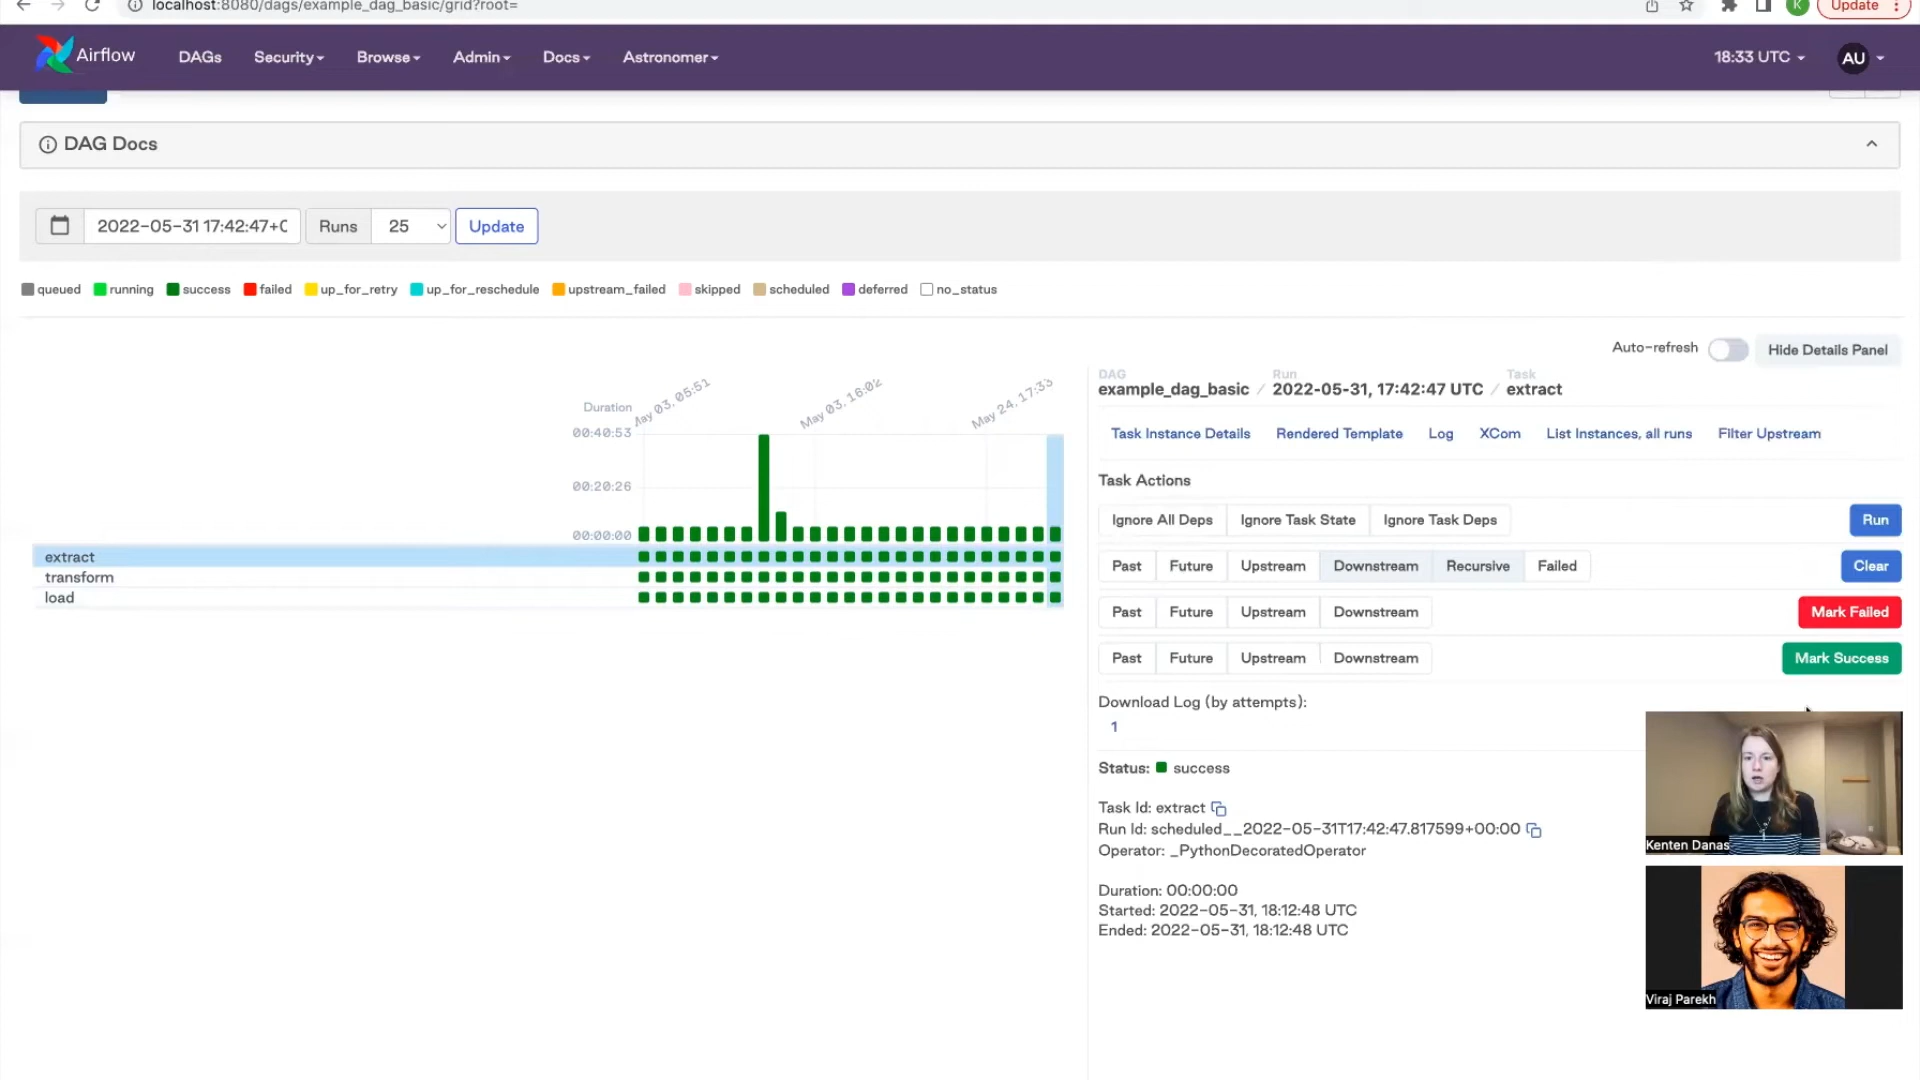 localhost:8080/dags/example_dag_basic/grid?root=
Update
K
Airflow
DAGs
Security
Browse
Admin
Docs
Astronomer
18:33 UTC
AU
DAG Docs
2022-05-31 17:42:47+0
Runs
25
Update
queued
running
success
failed
up_for_retry
up_for_reschedule
upstream_failed
skipped
scheduled
deferred
no_status
Auto-refresh
Hide Details Panel
Duration
May 03, 05:51
May 03, 16:02
May 24, 17:33
00:40:53
00:20:26
00:00:00
extract
transform
load
DAG
example_dag_basic
/
Run
2022-05-31, 17:42:47 UTC
/
Task
extract
Task Instance Details
Rendered Template
Log
XCom
List Instances, all runs
Filter Upstream
Task Actions
Ignore All Deps
Ignore Task State
Ignore Task Deps
Run
Past
Future
Upstream
Downstream
Recursive
Failed
Clear
Past
Future
Upstream
Downstream
Mark Failed
Past
Future
Upstream
Downstream
Mark Success
Download Log (by attempts):
1
Status: success
Task Id: extract
Run Id: scheduled__2022-05-31T17:42:47.817599+00:00
Operator: _PythonDecoratedOperator
Duration: 00:00:00
Started: 2022-05-31, 18:12:48 UTC
Ended: 2022-05-31, 18:12:48 UTC
Kenten Danas
Viraj Parekh